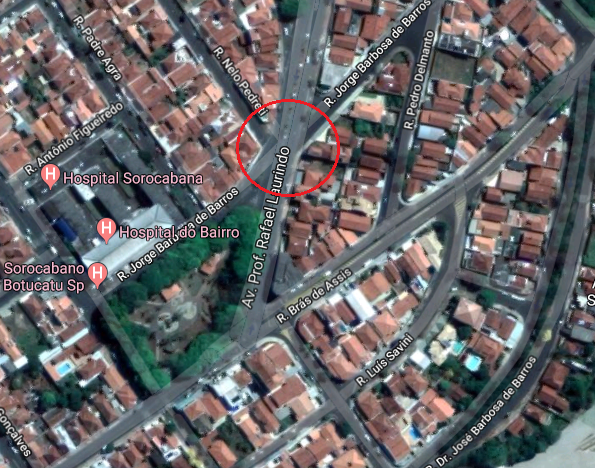 R. Padre Agra
R. Nelo Pedretti
R. Jorge Barbosa de Barros
R. Pedro Delmanto
R. Antônio Figueiredo
Hospital Sorocabana
Av. Prof. Rafael Laurindo
Hospital do Bairro
R. Jorge Barbosa de Barros
Sorocabano
Botucatu Sp
R. Brás de Assis
R. Luís Savini
R. Dr. José Barbosa de Barros
Gonçalves
S